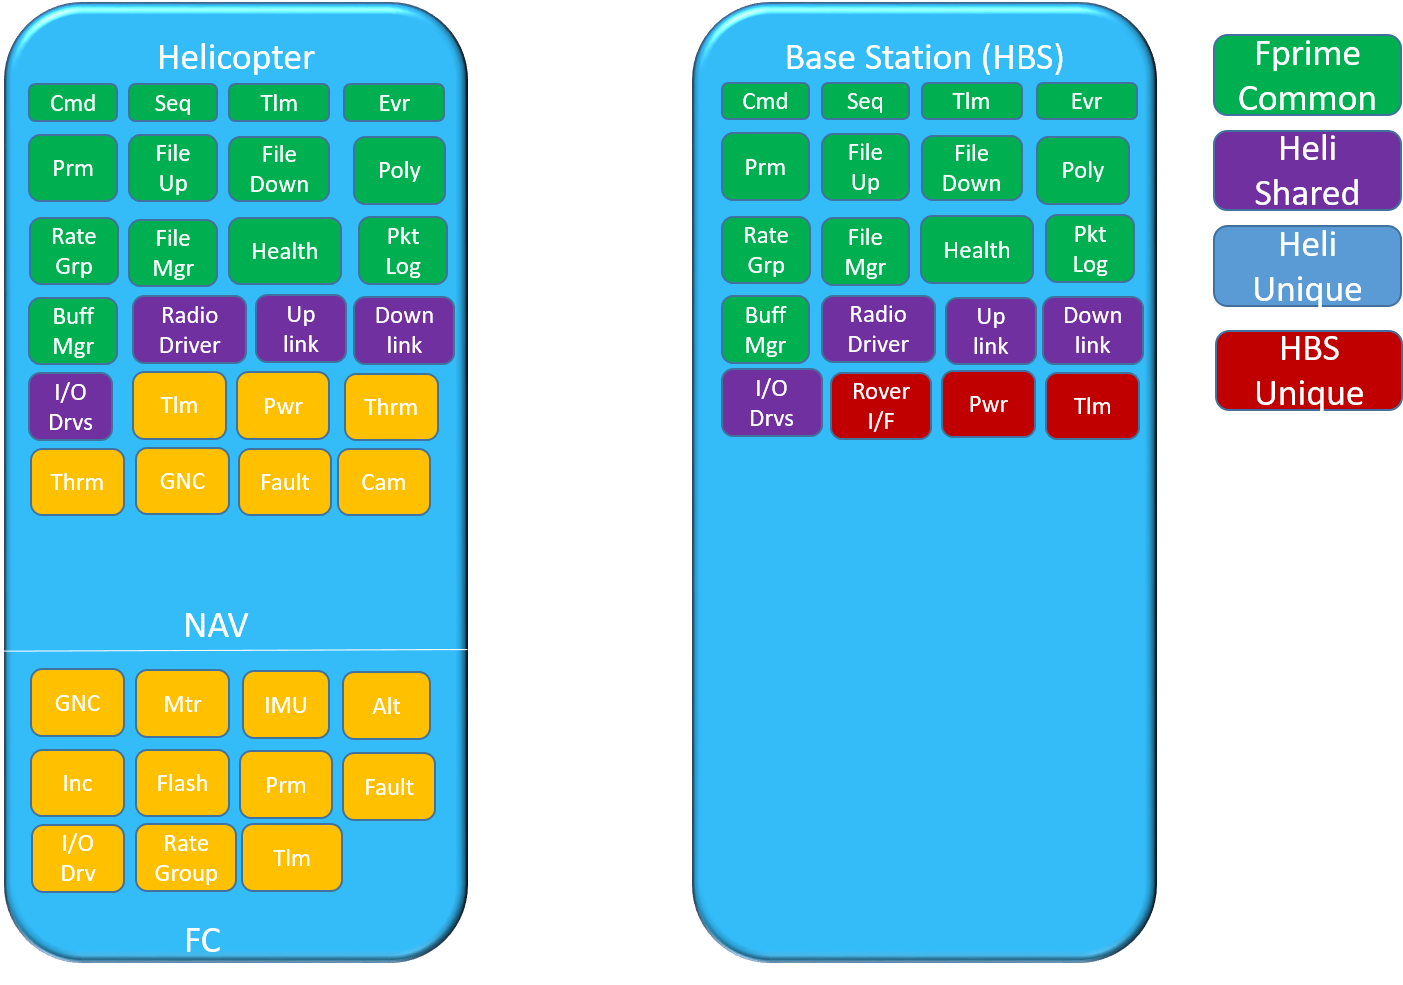 Helicopter
Cmd
Seq
Tlm
Evr
Prm
File
Up
File
Down
Poly
Rate
Grp
File
Mgr
Health
Pkt
Log
Buff
Mgr
Radio
Driver
Up
link
Down
link
I/O
Drvs
Tlm
Pwr
Thrm
Thrm
GNC
Fault
Cam
NAV
GNC
Mtr
IMU
Alt
Inc
Flash
Prm
Fault
I/O
Drv
Rate
Group
Tlm
FC
Base Station (HBS)
Cmd
Seq
Tlm
Evr
Prm
File
Up
File
Down
Poly
Rate
Grp
File
Mgr
Health
Pkt
Log
Buff
Mgr
Radio
Driver
Up
link
Down
link
I/O
Drvs
Rover
I/F
Pwr
Tlm
Fprime
Common
Heli
Shared
Heli
Unique
HBS
Unique